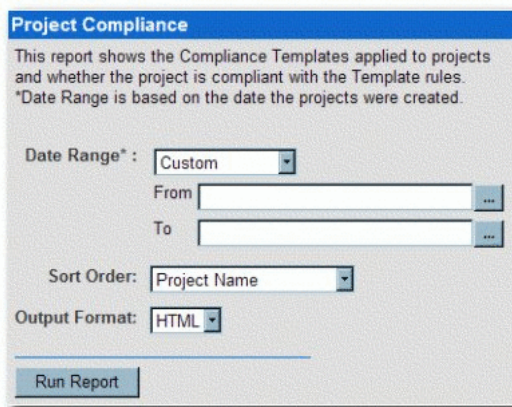 Project Compliance
This report shows the Compliance Templates applied to projects
and whether the project is compliant with the Template rules.
*Date Range is based on the date the projects were created.
Date Range* : Custom
From ...
To ...
Sort Order: Project Name
Output Format: HTML
Run Report